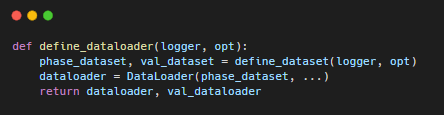 def define_dataloader(logger, opt):
    phase_dataset, val_dataset = define_dataset(logger, opt)
    dataloader = DataLoader(phase_dataset, ...)
    return dataloader, val_dataloader